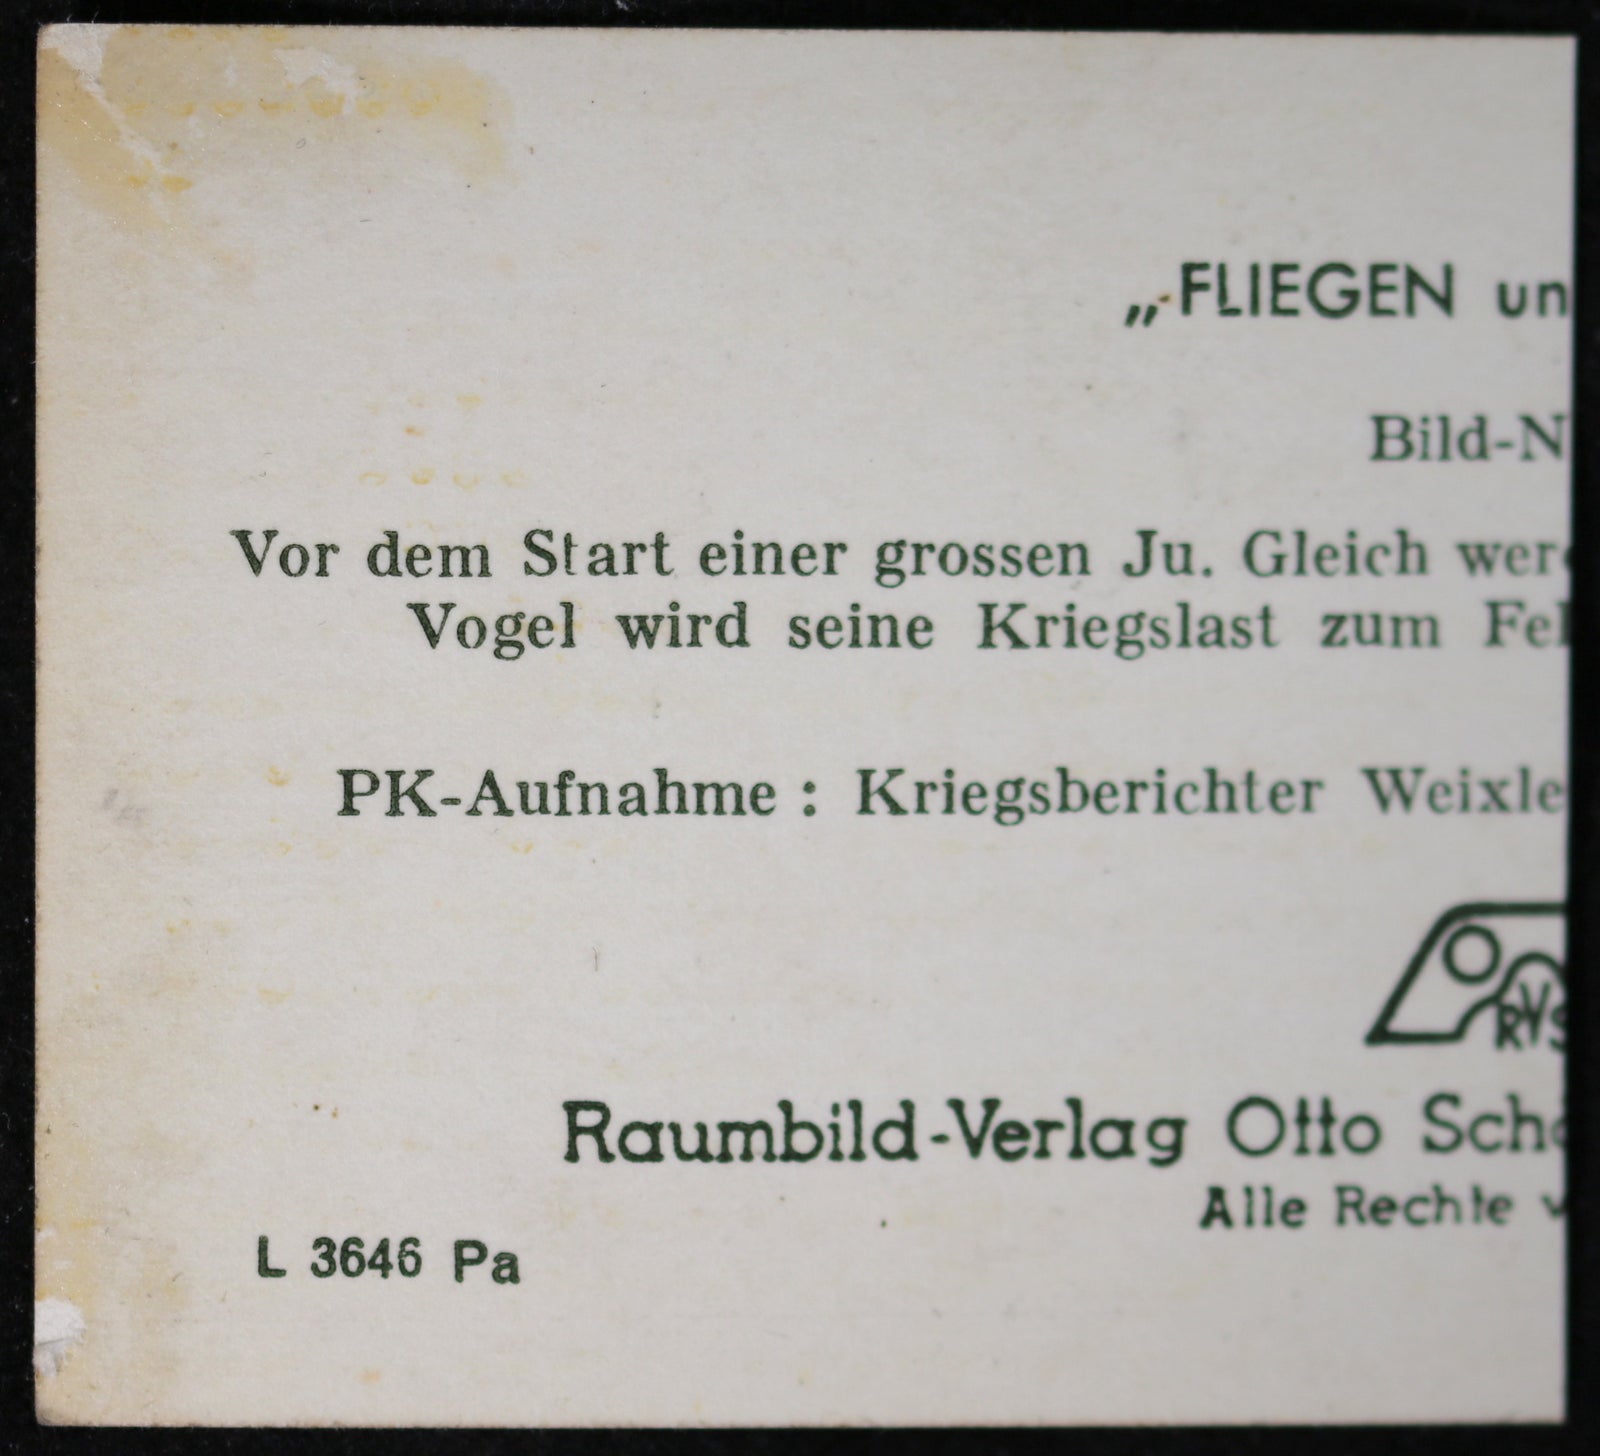 „FLIEGEN un
Bild-N
Vor dem Start einer grossen Ju. Gleich wer
Vogel wird seine Kriegslast zum Fe
PK-Aufnahme : Kriegsberichter Weixle
RVS
Raumbild-Verlag Otto Sch
Alle Rechte v
L 3646 Pa